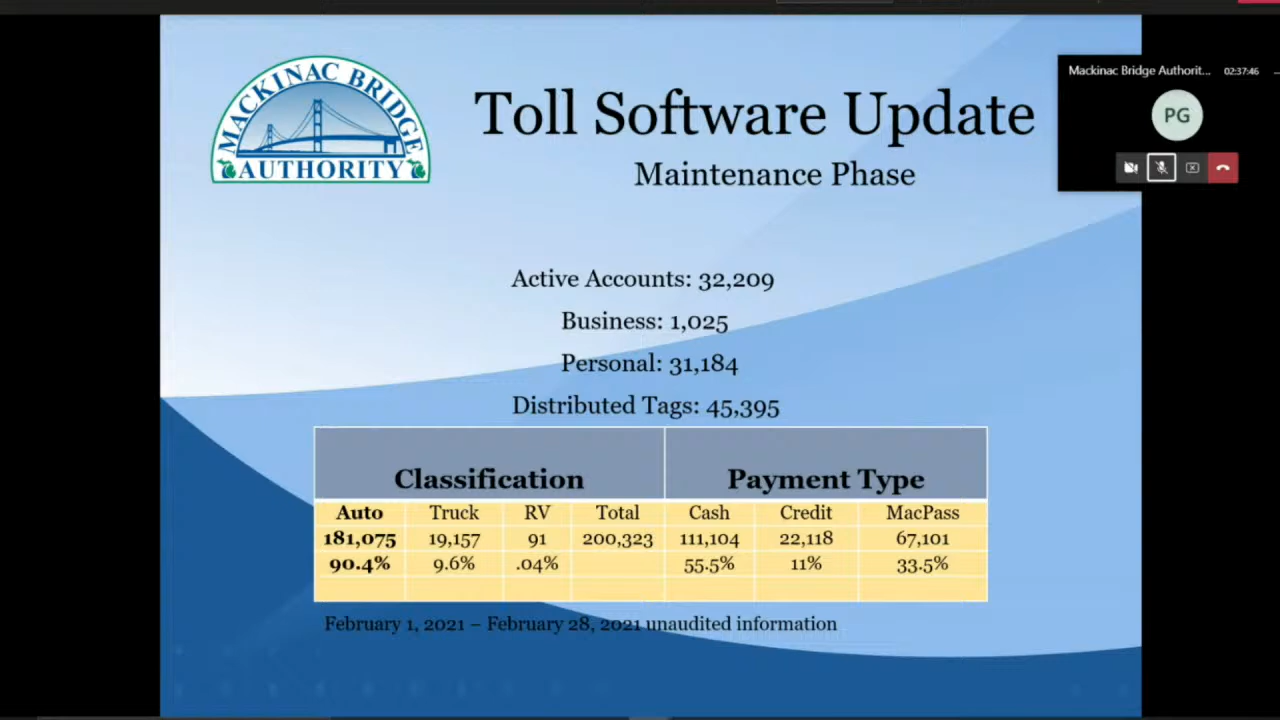 MACKINAC BRIDGE
AUTHORITY
Toll Software Update
Maintenance Phase
Mackinac Bridge Authorit... 02:37:46
PG
Active Accounts: 32,209
Business: 1,025
Personal: 31,184
Distributed Tags: 45,395
Classification Payment Type
Auto Truck RV Total Cash Credit MacPass
181,075 19,157 91 200,323 111,104 22,118 67,101
90.4% 9.6% .04% 55.5% 11% 33.5%
February 1, 2021 – February 28, 2021 unaudited information